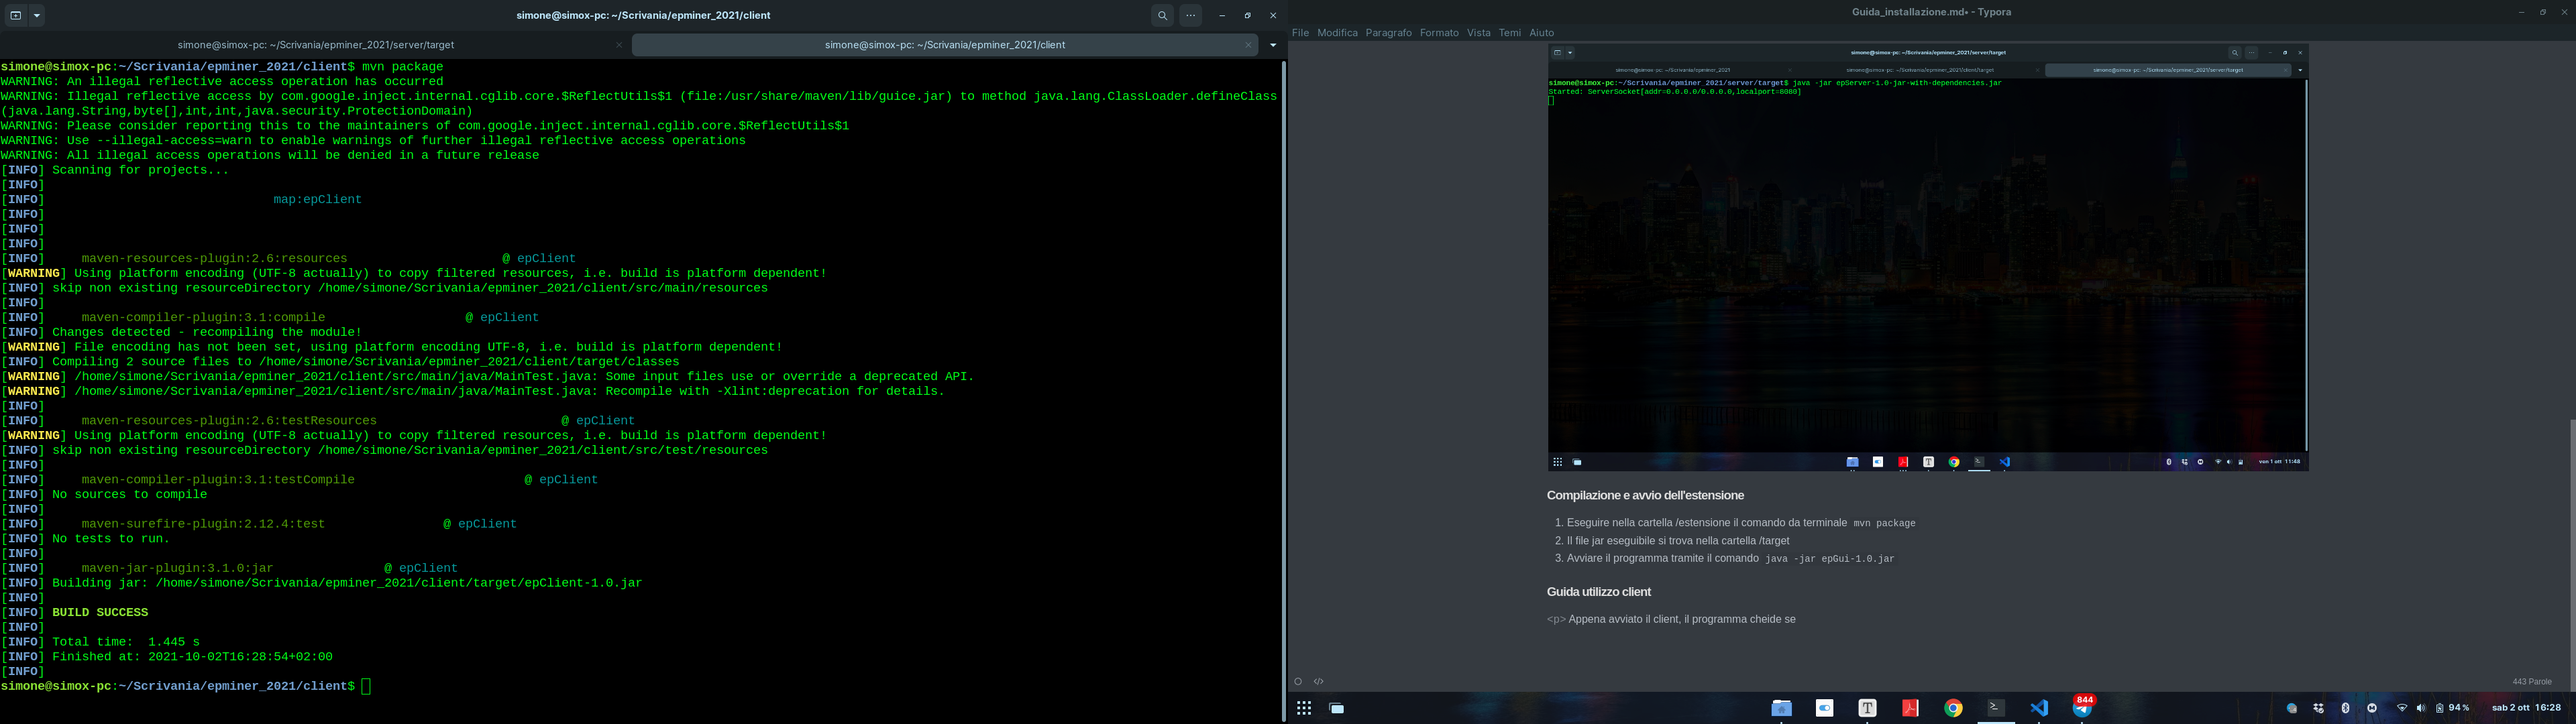 simone@simox-pc: ~/Scrivania/epminer_2021/client
simone@simox-pc: ~/Scrivania/epminer_2021/server/target
simone@simox-pc: ~/Scrivania/epminer_2021/client
simone@simox-pc:~/Scrivania/epminer_2021/client$ mvn package
WARNING: An illegal reflective access operation has occurred
WARNING: Illegal reflective access by com.google.inject.internal.cglib.core.$ReflectUtils$1 (file:/usr/share/maven/lib/guice.jar) to method java.lang.ClassLoader.defineClass
(java.lang.String,byte[],int,int,java.security.ProtectionDomain)
WARNING: Please consider reporting this to the maintainers of com.google.inject.internal.cglib.core.$ReflectUtils$1
WARNING: Use --illegal-access=warn to enable warnings of further illegal reflective access operations
WARNING: All illegal access operations will be denied in a future release
[INFO] Scanning for projects...
[INFO]
[INFO] map:epClient
[INFO]
[INFO]
[INFO]
[INFO] maven-resources-plugin:2.6:resources @ epClient
[WARNING] Using platform encoding (UTF-8 actually) to copy filtered resources, i.e. build is platform dependent!
[INFO] skip non existing resourceDirectory /home/simone/Scrivania/epminer_2021/client/src/main/resources
[INFO]
[INFO] maven-compiler-plugin:3.1:compile @ epClient
[INFO] Changes detected - recompiling the module!
[WARNING] File encoding has not been set, using platform encoding UTF-8, i.e. build is platform dependent!
[INFO] Compiling 2 source files to /home/simone/Scrivania/epminer_2021/client/target/classes
[WARNING] /home/simone/Scrivania/epminer_2021/client/src/main/java/MainTest.java: Some input files use or override a deprecated API.
[WARNING] /home/simone/Scrivania/epminer_2021/client/src/main/java/MainTest.java: Recompile with -Xlint:deprecation for details.
[INFO]
[INFO] maven-resources-plugin:2.6:testResources @ epClient
[WARNING] Using platform encoding (UTF-8 actually) to copy filtered resources, i.e. build is platform dependent!
[INFO] skip non existing resourceDirectory /home/simone/Scrivania/epminer_2021/client/src/test/resources
[INFO]
[INFO] maven-compiler-plugin:3.1:testCompile @ epClient
[INFO] No sources to compile
[INFO]
[INFO] maven-surefire-plugin:2.12.4:test @ epClient
[INFO] No tests to run.
[INFO]
[INFO] maven-jar-plugin:3.1.0:jar @ epClient
[INFO] Building jar: /home/simone/Scrivania/epminer_2021/client/target/epClient-1.0.jar
[INFO]
[INFO] BUILD SUCCESS
[INFO]
[INFO] Total time:  1.445 s
[INFO] Finished at: 2021-10-02T16:28:54+02:00
[INFO]
simone@simox-pc:~/Scrivania/epminer_2021/client$
Guida_installazione.md• - Typora
File Modifica Paragrafo Formato Vista Temi Aiuto
simone@simox-pc: ~/Scrivania/epminer_2021/server/target
simone@simox-pc: ~/Scrivania/epminer_2021
simone@simox-pc: ~/Scrivania/epminer_2021/client/target
simone@simox-pc: ~/Scrivania/epminer_2021/server/target
simone@simox-pc:~/Scrivania/epminer_2021/server/target$ java -jar epServer-1.0-jar-with-dependencies.jar
Started: ServerSocket[addr=0.0.0.0/0.0.0.0,localport=8080]
ven 1 ott 11:48
Compilazione e avvio dell'estensione
1. Eseguire nella cartella /estensione il comando da terminale mvn package
2. Il file jar eseguibile si trova nella cartella /target
3. Avviare il programma tramite il comando java -jar epGui-1.0.jar
Guida utilizzo client
<p> Appena avviato il client, il programma cheide se
443 Parole
844
94 %
sab 2 ott 16:28